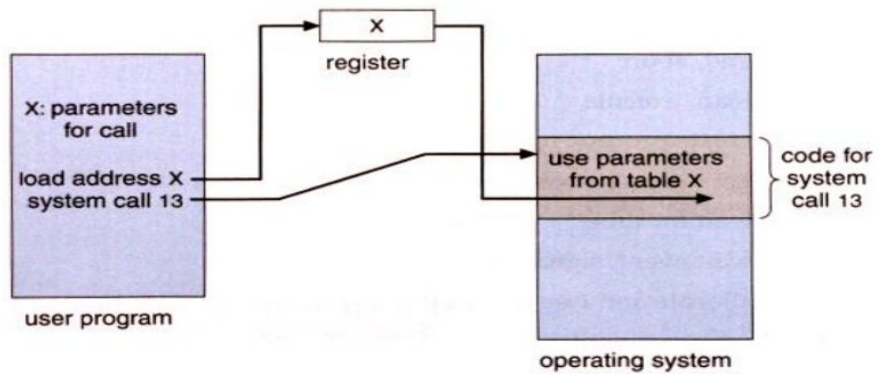 X
register
X: parameters
for call
load address X
system call 13
use parameters
from table X
code for
system
call 13
user program
operating system